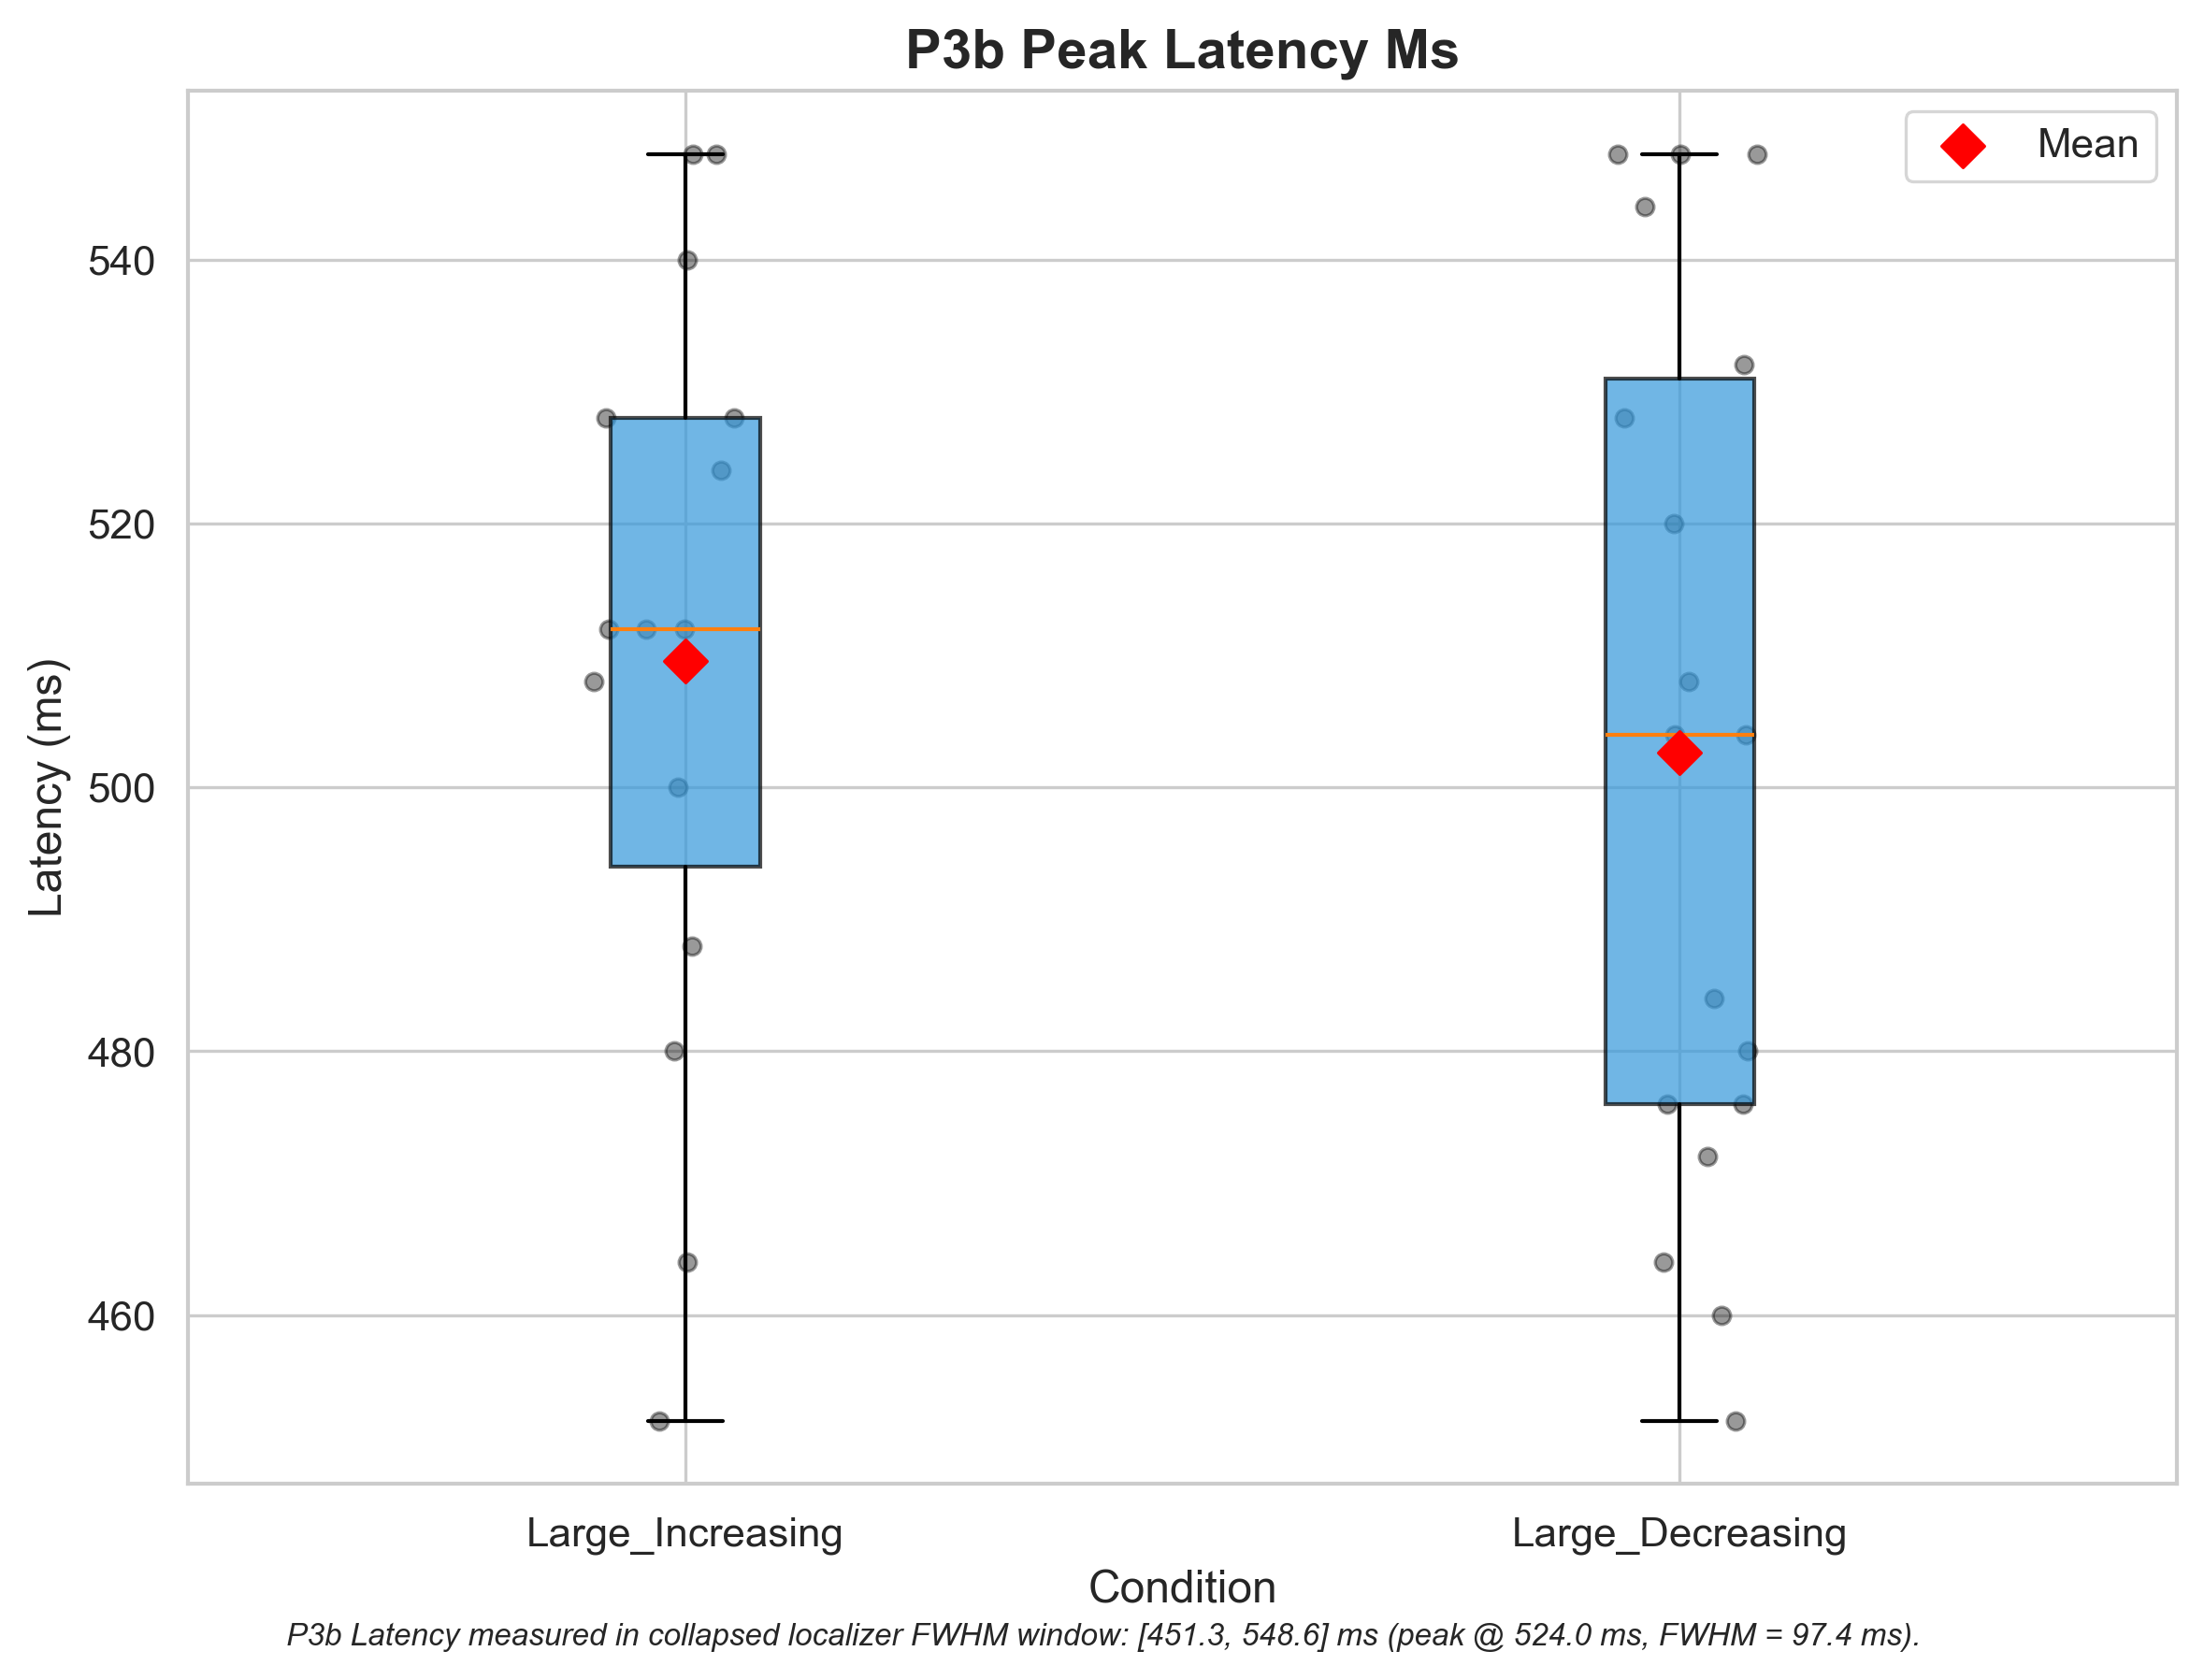 P3b Peak Latency Ms
Mean
540
520
500
480
460
Latency (ms)
Large_Increasing
Large_Decreasing
Condition
P3b Latency measured in collapsed localizer FWHM window: [451.3, 548.6] ms (peak @ 524.0 ms, FWHM = 97.4 ms).